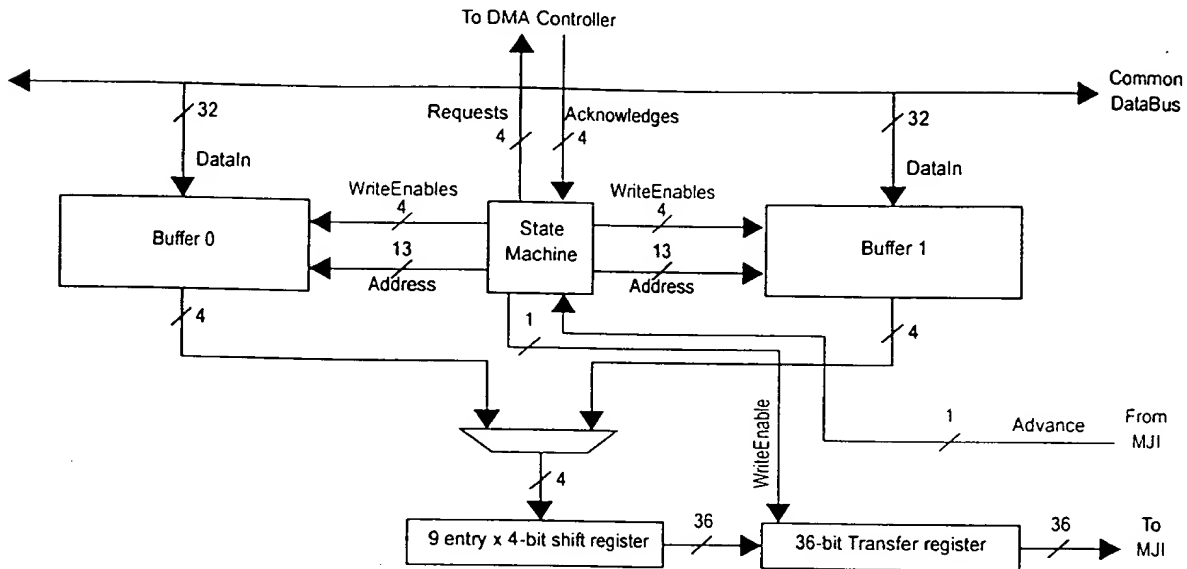 To DMA Controller
Common
DataBus
32
Requests
Acknowledges
32
4
4
DataIn
DataIn
WriteEnables
WriteEnables
4
4
Buffer 0
State
Machine
Buffer 1
13
13
Address
Address
4
1
4
1
Advance
From
MJI
WriteEnable
4
9 entry x 4-bit shift register
36
36-bit Transfer register
36
To
MJI